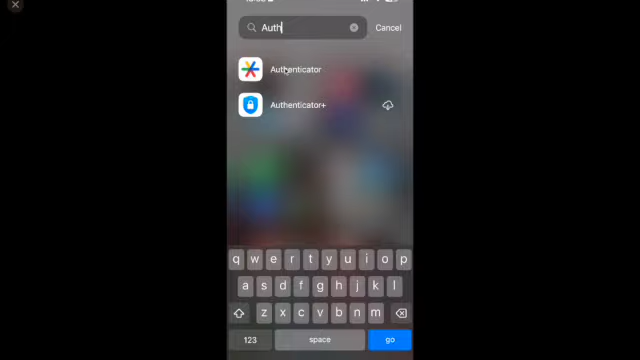 Auth
Cancel
Authenticator
Authenticator+
q w e r t y u i o p
a s d f g h j k l
z x c v b n m
123 space go